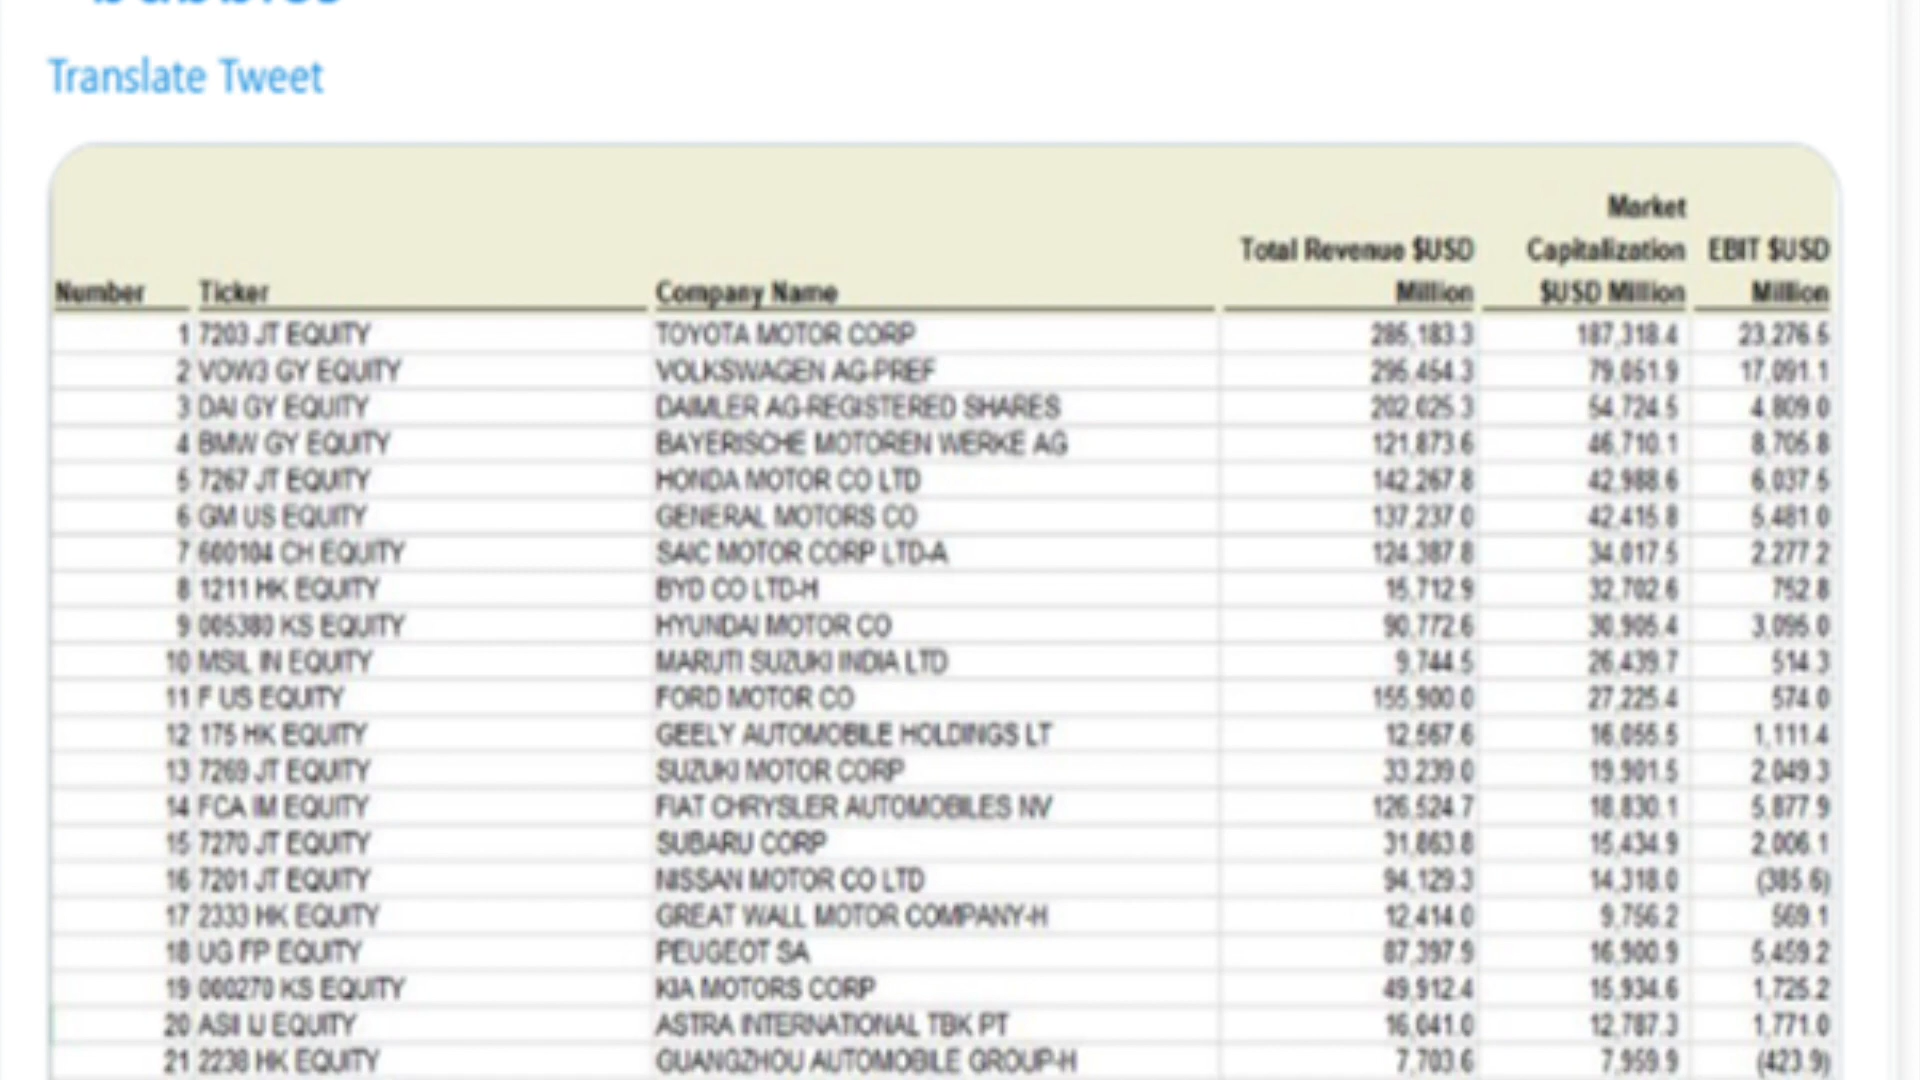 Translate Tweet
Market
Total Revenue $USD Capitalization EBIT $USD
Number Ticker Company Name Million $USD Million Million
1 7203 JT EQUITY TOYOTA MOTOR CORP 285,183.3 187,318.4 23,276.5
2 VOW3 GY EQUITY VOLKSWAGEN AG-PREF 295,454.3 79,051.9 17,091.1
3 DAI GY EQUITY DAIMLER AG-REGISTERED SHARES 202,025.3 54,724.5 4,809.0
4 BMW GY EQUITY BAYERISCHE MOTOREN WERKE AG 121,873.6 46,710.1 8,705.8
5 7267 JT EQUITY HONDA MOTOR CO LTD 142,267.8 42,988.6 6,037.5
6 GM US EQUITY GENERAL MOTORS CO 137,237.0 42,415.8 5,481.0
7 600104 CH EQUITY SAIC MOTOR CORP LTD-A 124,387.8 34,017.5 2,277.2
8 1211 HK EQUITY BYD CO LTD-H 15,712.9 32,702.6 752.8
9 005380 KS EQUITY HYUNDAI MOTOR CO 90,772.6 30,905.4 3,095.0
10 MSIL IN EQUITY MARUTI SUZUKI INDIA LTD 9,744.5 26,439.7 514.3
11 F US EQUITY FORD MOTOR CO 155,900.0 27,225.4 574.0
12 175 HK EQUITY GEELY AUTOMOBILE HOLDINGS LT 12,567.6 16,055.5 1,111.4
13 7269 JT EQUITY SUZUKI MOTOR CORP 33,239.0 19,901.5 2,049.3
14 FCA IM EQUITY FIAT CHRYSLER AUTOMOBILES NV 126,524.7 18,830.1 5,877.9
15 7270 JT EQUITY SUBARU CORP 31,863.8 15,434.9 2,006.1
16 7201 JT EQUITY NISSAN MOTOR CO LTD 94,129.3 14,318.0 (385.6)
17 2333 HK EQUITY GREAT WALL MOTOR COMPANY-H 12,414.0 9,756.2 569.1
18 UG FP EQUITY PEUGEOT SA 87,397.9 16,900.9 5,459.2
19 000270 KS EQUITY KIA MOTORS CORP 49,912.4 15,934.6 1,725.2
20 ASII IJ EQUITY ASTRA INTERNATIONAL TBK PT 16,041.0 12,787.3 1,771.0
21 2238 HK EQUITY GUANGZHOU AUTOMOBILE GROUP-H 7,703.6 7,959.9 (423.9)